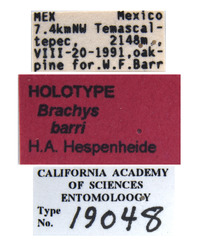 MEX Mexico
7.4kmNW Temascal-
tepec, 2148m,
VIII-20-1991, oak-
pine for. W.F. Barr
HOLOTYPE
Brachys
barri
H.A. Hespenheide
CALIFORNIA ACADEMY
OF SCIENCES
ENTOMOLOOGY
Type
No. 19048